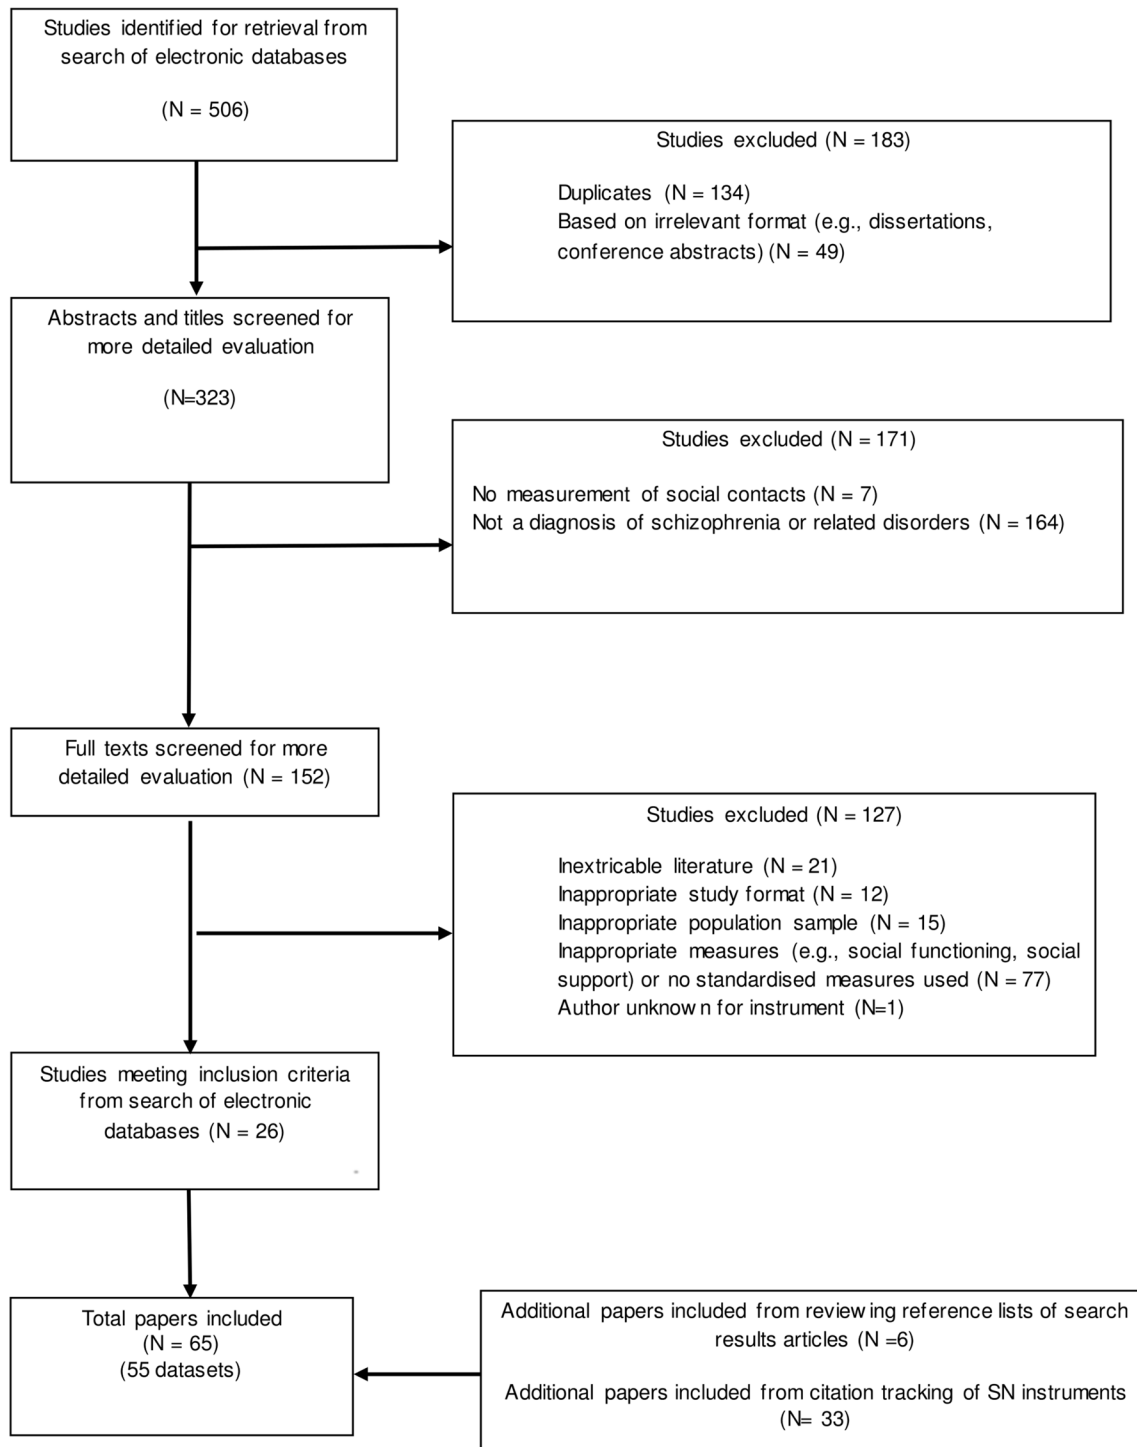 Studies identified for retrieval from
search of electronic databases
(N = 506)
Studies excluded (N = 183)
Duplicates (N = 134)
Based on irrelevant format (e.g., dissertations,
conference abstracts) (N = 49)
Abstracts and titles screened for
more detailed evaluation
(N=323)
Studies excluded (N = 171)
No measurement of social contacts (N = 7)
Not a diagnosis of schizophrenia or related disorders (N = 164)
Full texts screened for more
detailed evaluation (N = 152)
Studies excluded (N = 127)
Inextricable literature (N = 21)
Inappropriate study format (N = 12)
Inappropriate population sample (N = 15)
Inappropriate measures (e.g., social functioning, social
support) or no standardised measures used (N = 77)
Author unknown for instrument (N=1)
Studies meeting inclusion criteria
from search of electronic
databases (N = 26)
Total papers included
(N = 65)
(55 datasets)
Additional papers included from reviewing reference lists of search
results articles (N =6)
Additional papers included from citation tracking of SN instruments
(N= 33)